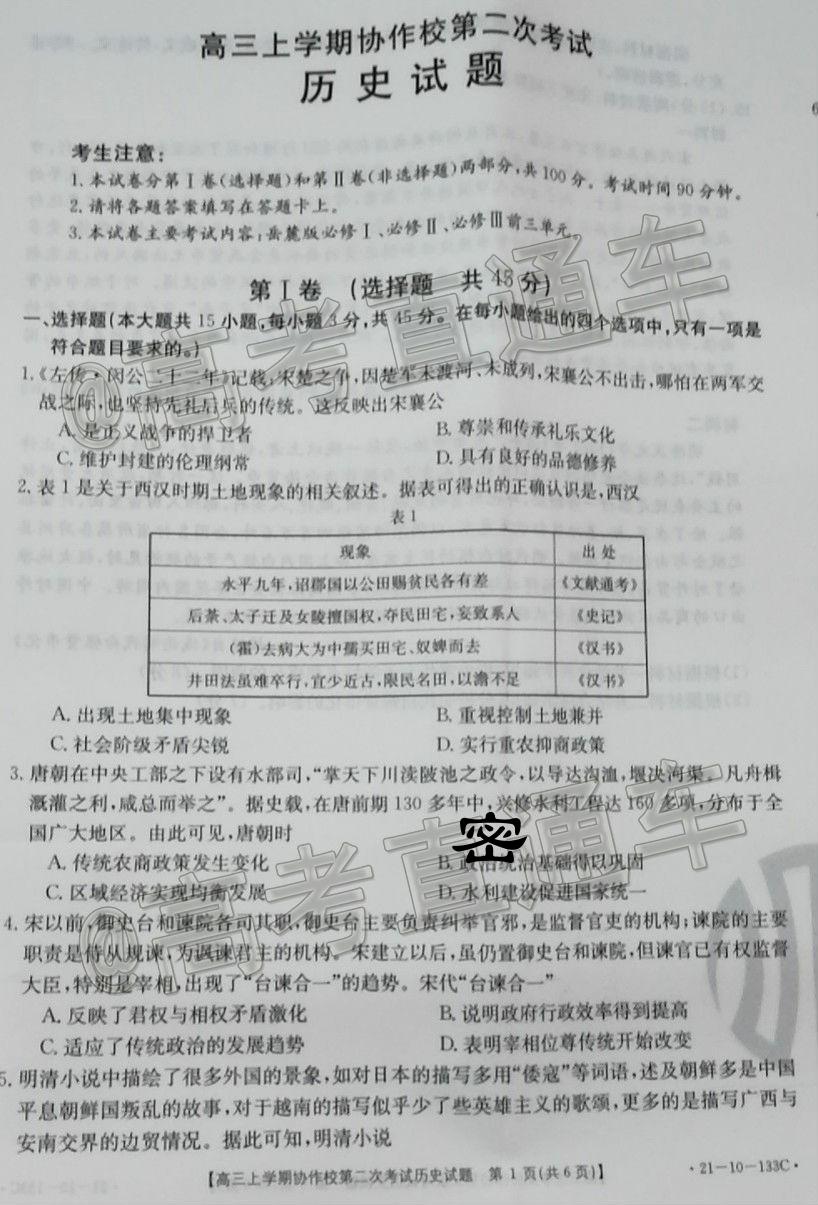 高三上学期协作校第二次考试
历史试题
考生注意:
1.本试卷分第Ⅰ卷(选择题)和第Ⅱ卷(非选择题)两部分,共100分。考试时间90分钟。
2.请将各题答案填写在答题卡上。
3.本试卷主要考试内容:岳麓版必修Ⅰ、必修Ⅱ、必修Ⅲ前三单元。
第Ⅰ卷 (选择题 共45分)
一、选择题(本大题共15小题,每小题3分,共45分。在每小题给出的四个选项中,只有一项是
符合题目要求的。)
1.《左传·闵公二十二年》记载:宋楚之争,因楚军未渡河、未成列,宋襄公不出击,哪怕在两军交
战之际,也坚持先礼后兵的传统。这反映出宋襄公
A. 是正义战争的捍卫者 B. 尊崇和传承礼乐文化
C. 维护封建的伦理纲常 D. 具有良好的品德修养
2. 表1是关于西汉时期土地现象的相关叙述。据表可得出的正确认识是,西汉
表1
现象 出处
永平九年,诏郡国以公田赐贫民各有差 《文献通考》
后荼、太子迁及女陵擅国权,夺民田宅,妄致系人 《史记》
(霍)去病大为中孺买田宅、奴婢而去 《汉书》
井田法虽难卒行,宜少近古,限民名田,以澹不足 《汉书》
A. 出现土地集中现象 B. 重视控制土地兼并
C. 社会阶级矛盾尖锐 D. 实行重农抑商政策
3. 唐朝在中央工部之下设有水部司,“掌天下川渎陂池之政令,以导达沟洫,堰决河渠。凡舟楫
溉灌之利,咸总而举之”。据史载,在唐前期130多年中,兴修水利工程达160多项,分布于全
国广大地区。由此可见,唐朝时
A. 传统农商政策发生变化 B. 政治统治基础得以巩固
密
C. 区域经济实现均衡发展 D. 水利建设促进国家统一
4. 宋以前,御史台和谏院各司其职,御史台主要负责纠举官邪,是监督官吏的机构;谏院的主要
职责是侍从规谏,为讽谏君主的机构。宋建立以后,虽仍置御史台和谏院,但谏官已有权监督
大臣,特别是宰相,出现了“台谏合一”的趋势。宋代“台谏合一”
A. 反映了君权与相权矛盾激化 B. 说明政府行政效率得到提高
C. 适应了传统政治的发展趋势 D. 表明宰相位尊传统开始改变
5. 明清小说中描绘了很多外国的景象,如对日本的描写多用“倭寇”等词语,述及朝鲜多是中国
平息朝鲜国叛乱的故事,对于越南的描写似乎少了些英雄主义的歌颂,更多的是描写广西与
安南交界的边贸情况。据此可知,明清小说
【高三上学期协作校第二次考试历史试题 第1页(共6页)】 ·21-10-133C·
@高考直通车
@高考直通车